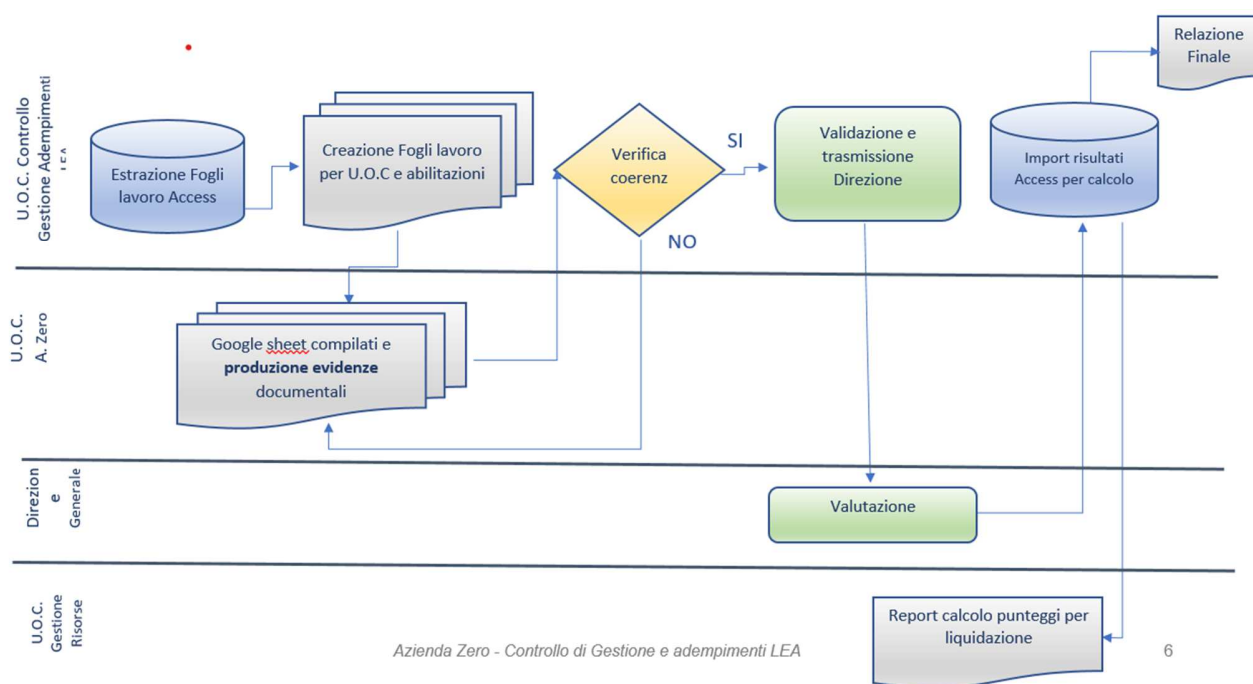 Relazione
Finale
U.O.C. Controllo
Gestione Adempimenti
Estrazione Fogli
lavoro Access
Creazione Fogli lavoro
per U.O.C e abilitazioni
Verifica
coerenz
SI
NO
Validazione e
trasmissione
Direzione
Import risultati
Access per calcolo
U.O.C.
A. Zero
Google sheet compilati e
produzione evidenze
documentali
Direzion
e
Generale
Valutazione
U.O.C.
Gestione
Risorse
Report calcolo punteggi per
liquidazione
Azienda Zero - Controllo di Gestione e adempimenti LEA
6